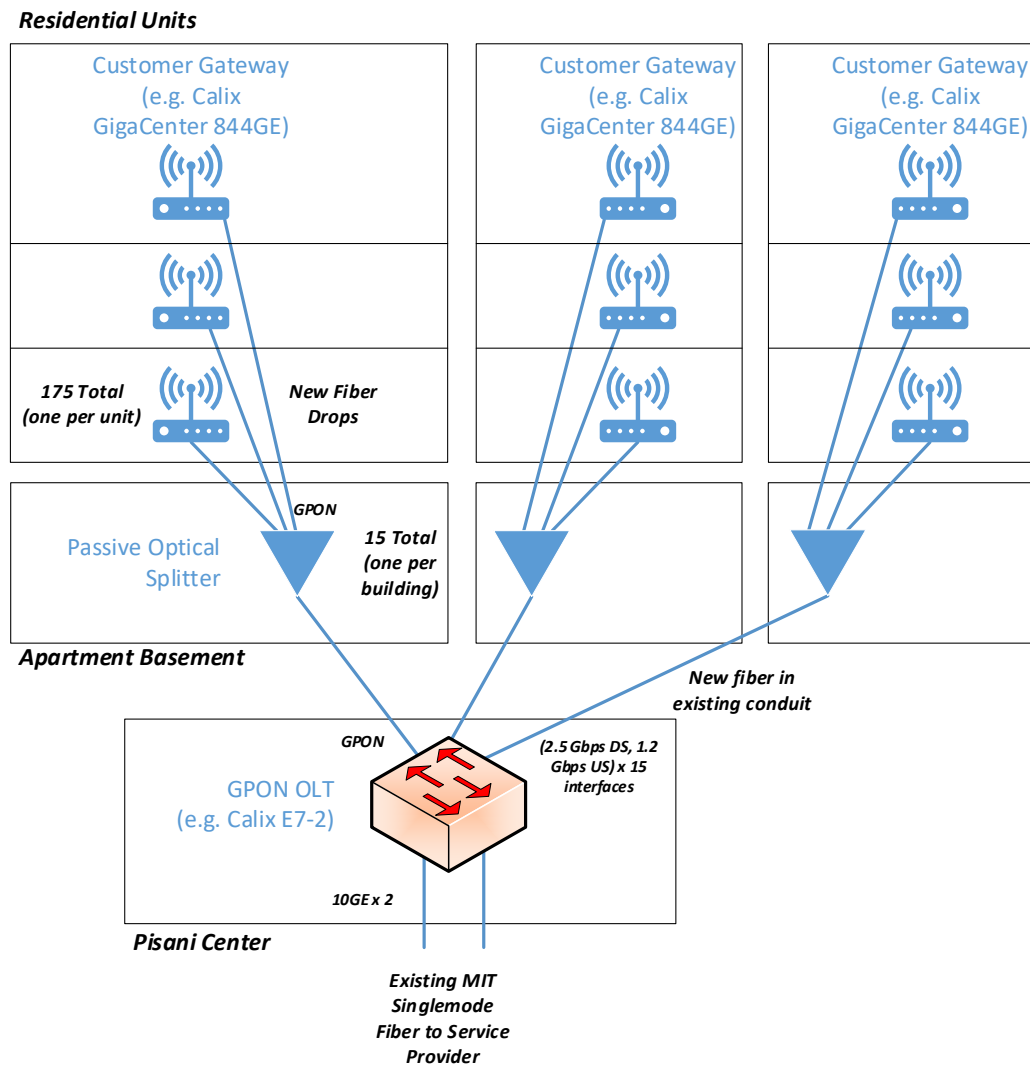 Residential Units
Customer Gateway
(e.g. Calix
GigaCenter 844GE)
Customer Gateway
(e.g. Calix
GigaCenter 844GE)
Customer Gateway
(e.g. Calix
GigaCenter 844GE)
175 Total
(one per unit)
New Fiber
Drops
GPON
Passive Optical
Splitter
15 Total
(one per
building)
Apartment Basement
New fiber in
existing conduit
GPON
(2.5 Gbps DS, 1.2
Gbps US) x 15
interfaces
GPON OLT
(e.g. Calix E7-2)
10GE x 2
Pisani Center
Existing MIT
Singlemode
Fiber to Service
Provider